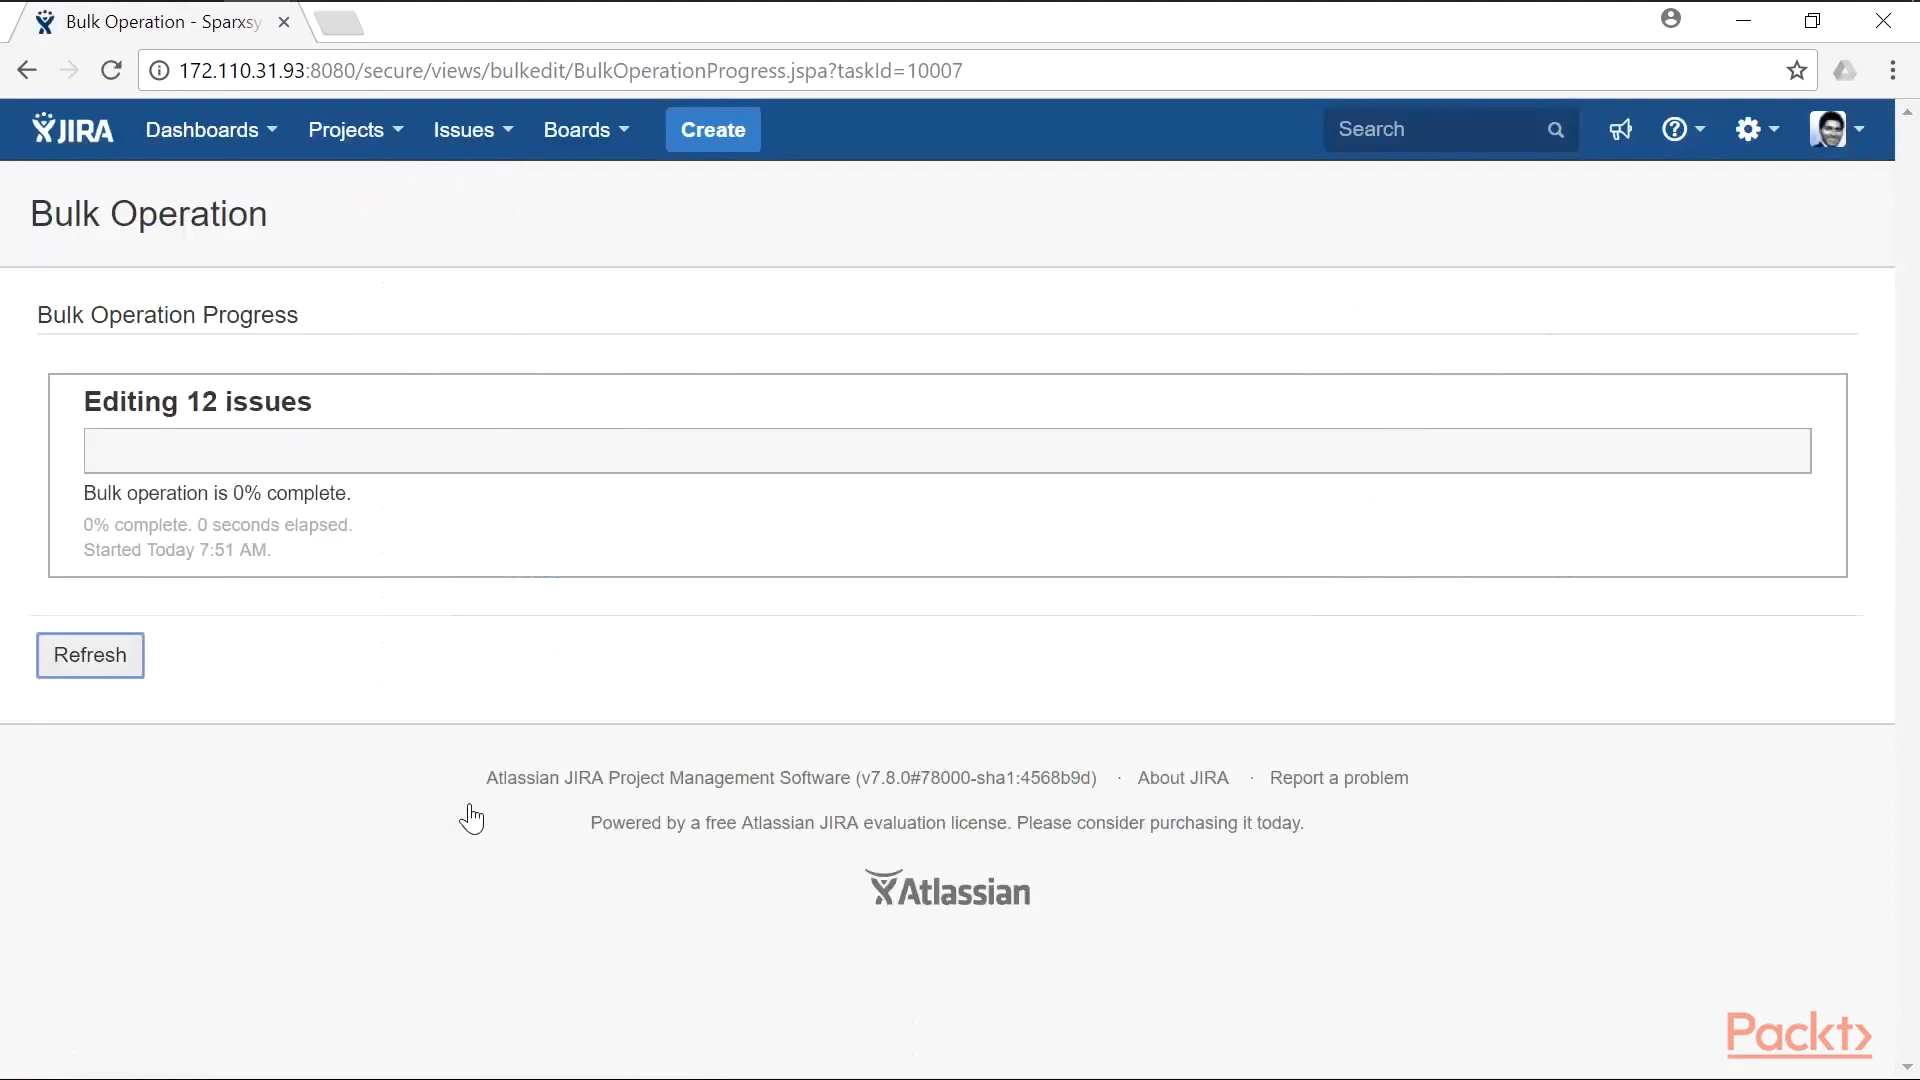 Bulk Operation - Sparxsy
172.110.31.93:8080/secure/views/bulkedit/BulkOperationProgress.jspa?taskId=10007
JIRA Dashboards Projects Issues Boards Create Search
Bulk Operation
Bulk Operation Progress
Editing 12 issues
Bulk operation is 0% complete.
0% complete. 0 seconds elapsed.
Started Today 7:51 AM.
Refresh
Atlassian JIRA Project Management Software (v7.8.0#78000-sha1:4568b9d) · About JIRA · Report a problem
Powered by a free Atlassian JIRA evaluation license. Please consider purchasing it today.
Atlassian
Packt>